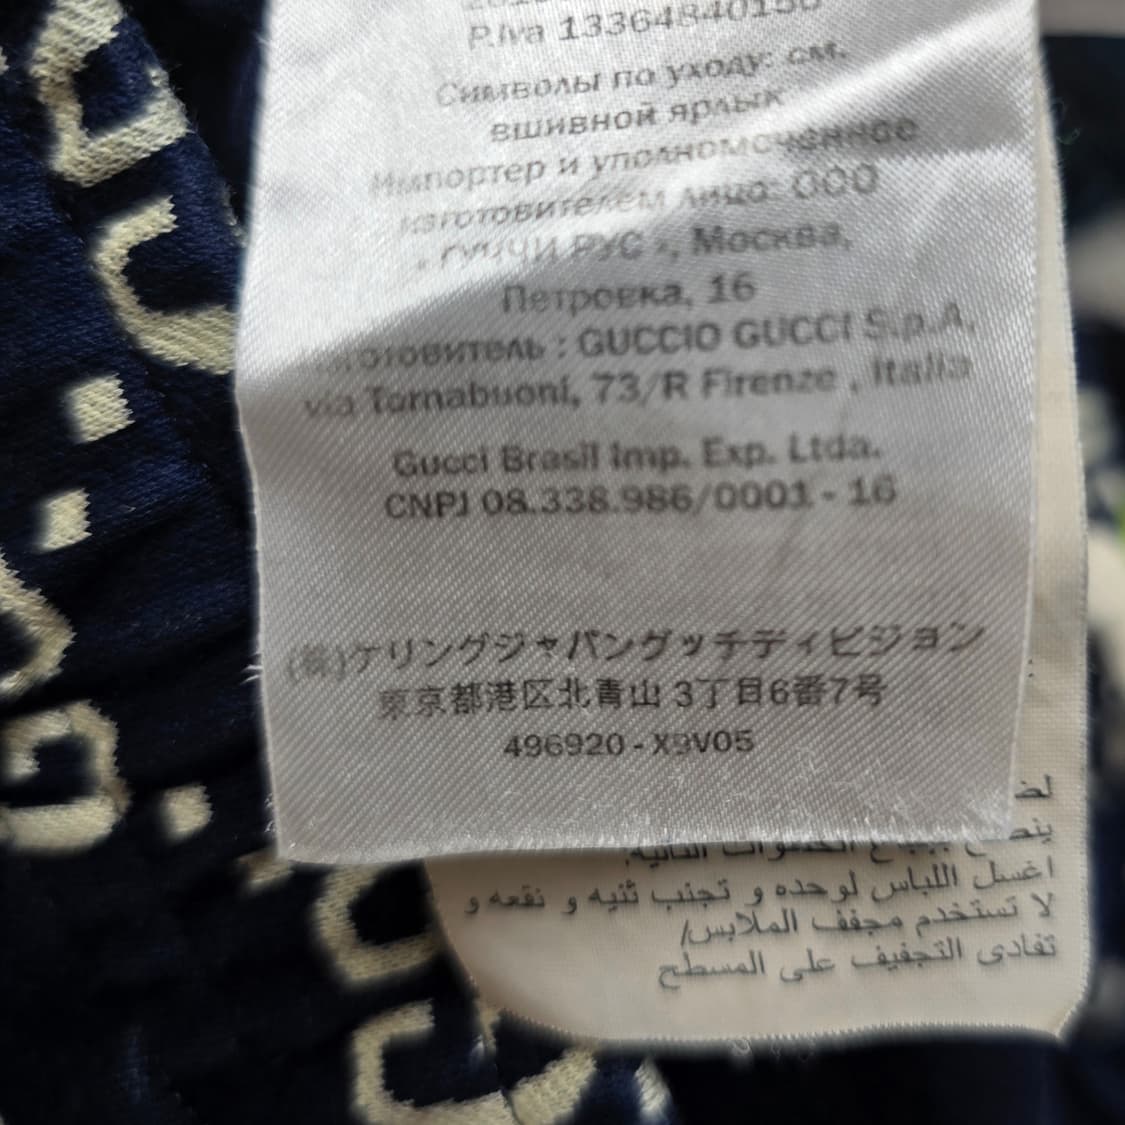 P.Iva 13364840156
Символы по уходу: см.
вшивной ярлык
Импортер и уполномоченное
изготовителем лицо: ООО
РУС », Москва,
Петровка, 16
: GUCCIO GUCCI S.p.A.
via Tornabuoni, 73/R Firenze , Italia
Gucci Brasil Imp. Exp. Ltda.
CNPJ 08.338.986/0001 - 16
(株)ケリングジャパングッチディビジョン
東京都港区北青山 3丁目6番7号
496920 - X9V05
اغسل اللباس لوحده و تجنب ثنيه و نقعه و
لا تستخدم مجفف الملابس/
تفادى التجفيف على المسطح